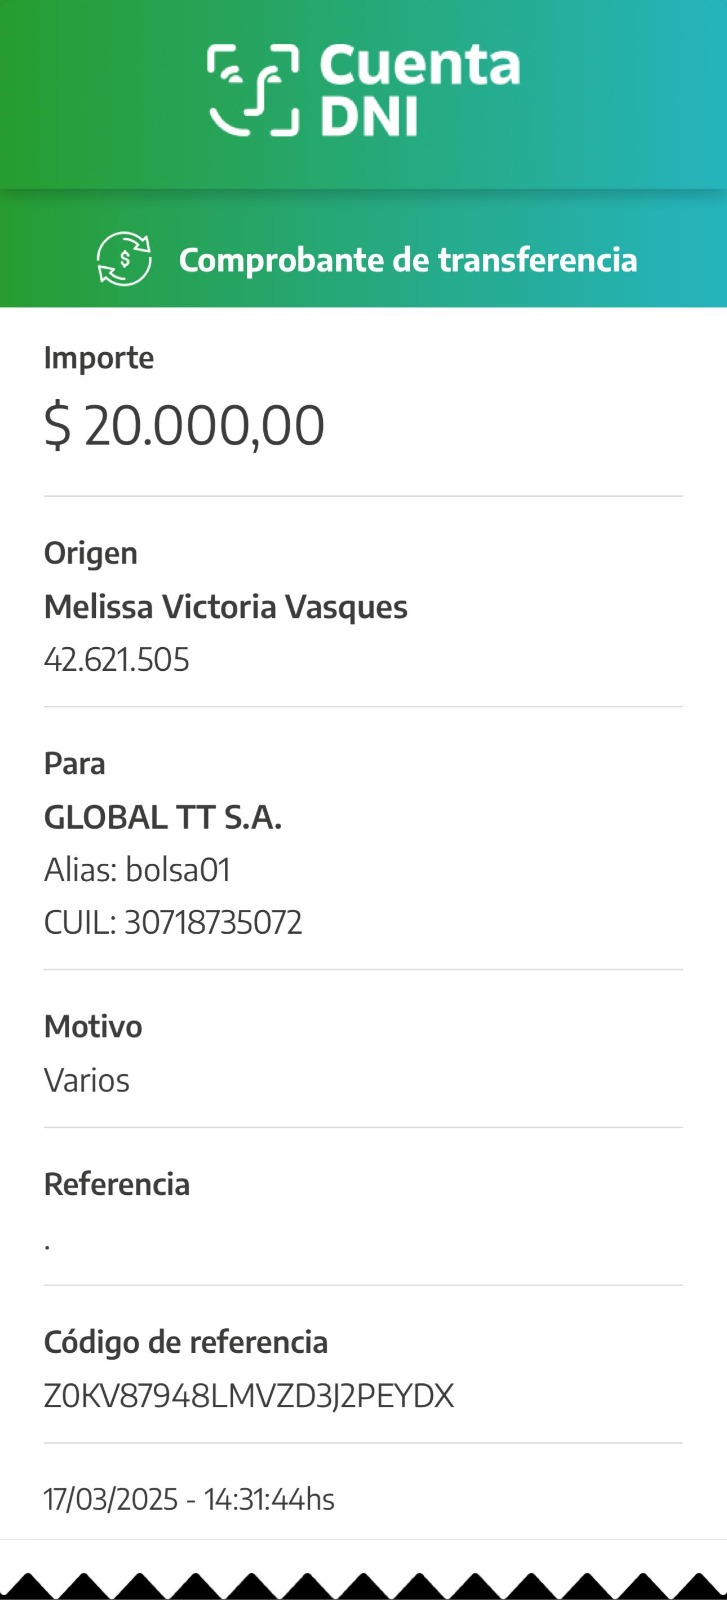 Cuenta
DNI
Comprobante de transferencia
Importe
$ 20.000,00
Origen
Melissa Victoria Vasques
42.621.505
Para
GLOBAL TT S.A.
Alias: bolsa01
CUIL: 30718735072
Motivo
Varios
Referencia
.
Código de referencia
Z0KV87948LMVZD3J2PEYDX
17/03/2025 - 14:31:44hs